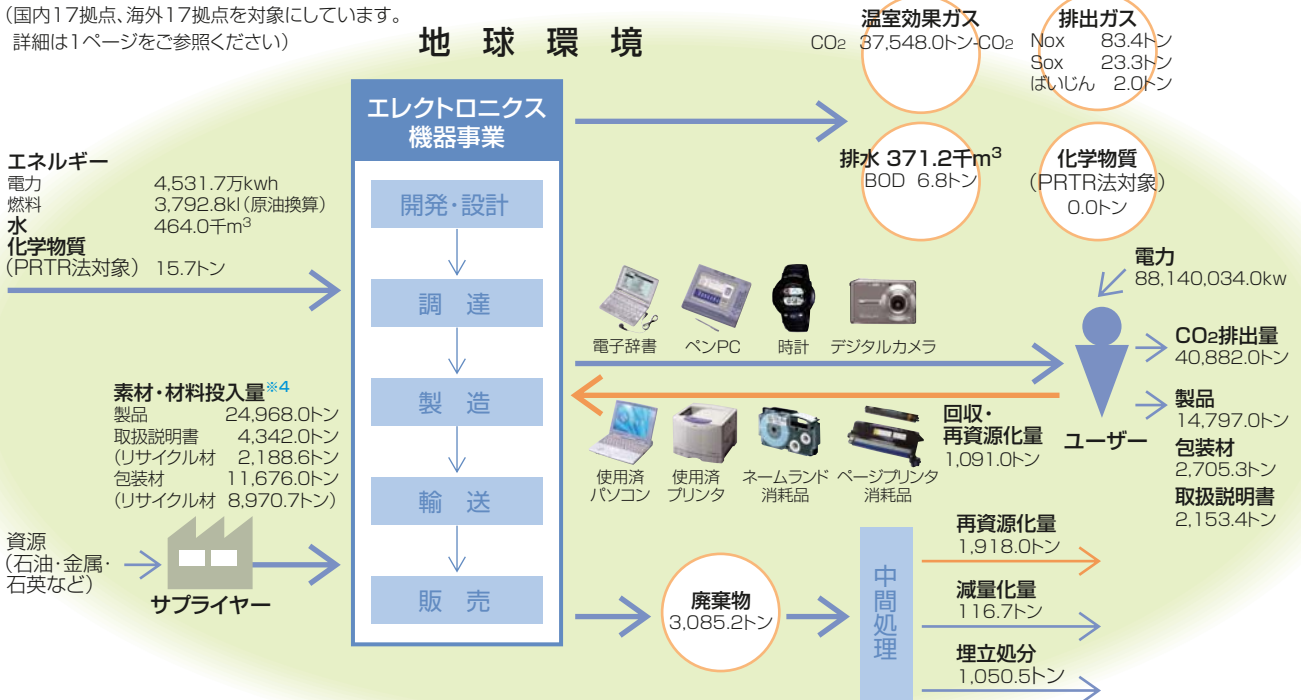 (国内17拠点、海外17拠点を対象にしています。
詳細は1ページをご参照ください)
地球環境
温室効果ガス
CO2 37,548.0トン-CO2
排出ガス
Nox 83.4トン
Sox 23.3トン
ばいじん 2.0トン
排水 371.2千m3
BOD 6.8トン
化学物質
(PRTR法対象)
0.0トン
エネルギー
電力 4,531.7万kwh
燃料 3,792.8kl(原油換算)
水 464.0千m3
化学物質
(PRTR法対象) 15.7トン
素材・材料投入量※4
製品 24,968.0トン
取扱説明書 4,342.0トン
(リサイクル材 2,188.6トン
包装材 11,676.0トン
(リサイクル材 8,970.7トン)
資源
(石油・金属・
石英など)
サプライヤー
エレクトロニクス
機器事業
開発・設計
調達
製造
輸送
販売
電子辞書
ペンPC
時計
デジタルカメラ
使用済
パソコン
使用済
プリンタ
ネームランド
消耗品
ページプリンタ
消耗品
回収・
再資源化量
1,091.0トン
ユーザー
電力
88,140,034.0kw
CO2排出量
40,882.0トン
製品
14,797.0トン
包装材
2,705.3トン
取扱説明書
2,153.4トン
廃棄物
3,085.2トン
中間処理
再資源化量
1,918.0トン
減量化量
116.7トン
埋立処分
1,050.5トン